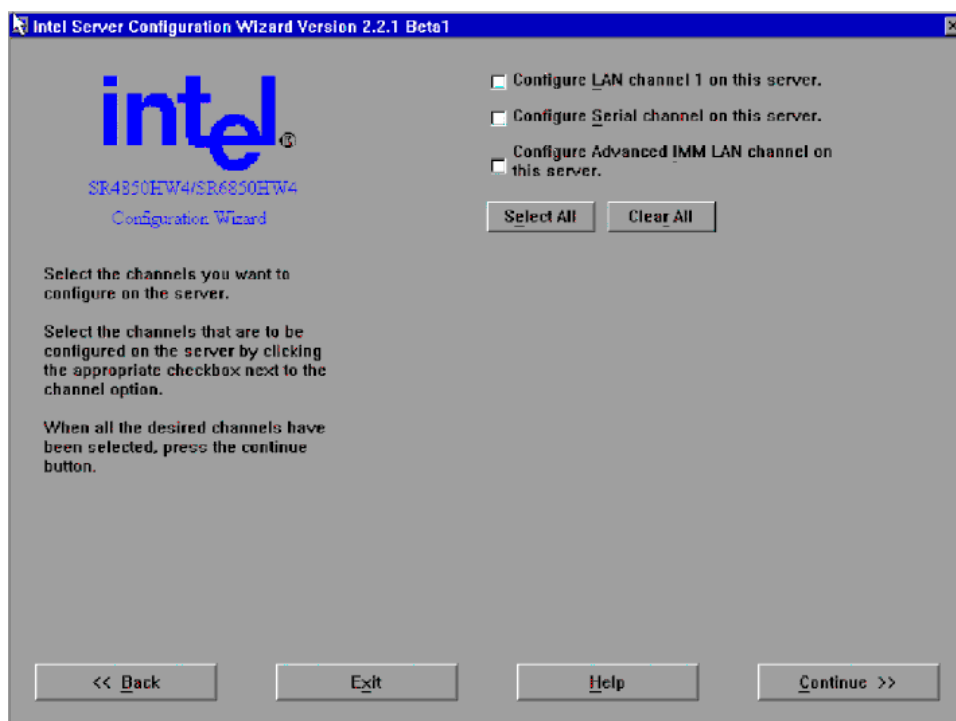 Intel Server Configuration Wizard Version 2.2.1 Beta1
intel®
SR4850HW4/SR6850HW4
Configuration Wizard
Select the channels you want to
configure on the server.
Select the channels that are to be
configured on the server by clicking
the appropriate checkbox next to the
channel option.
When all the desired channels have
been selected, press the continue
button.
Configure LAN channel 1 on this server.
Configure Serial channel on this server.
Configure Advanced IMM LAN channel on
this server.
Select All
Clear All
<< Back
Exit
Help
Continue >>